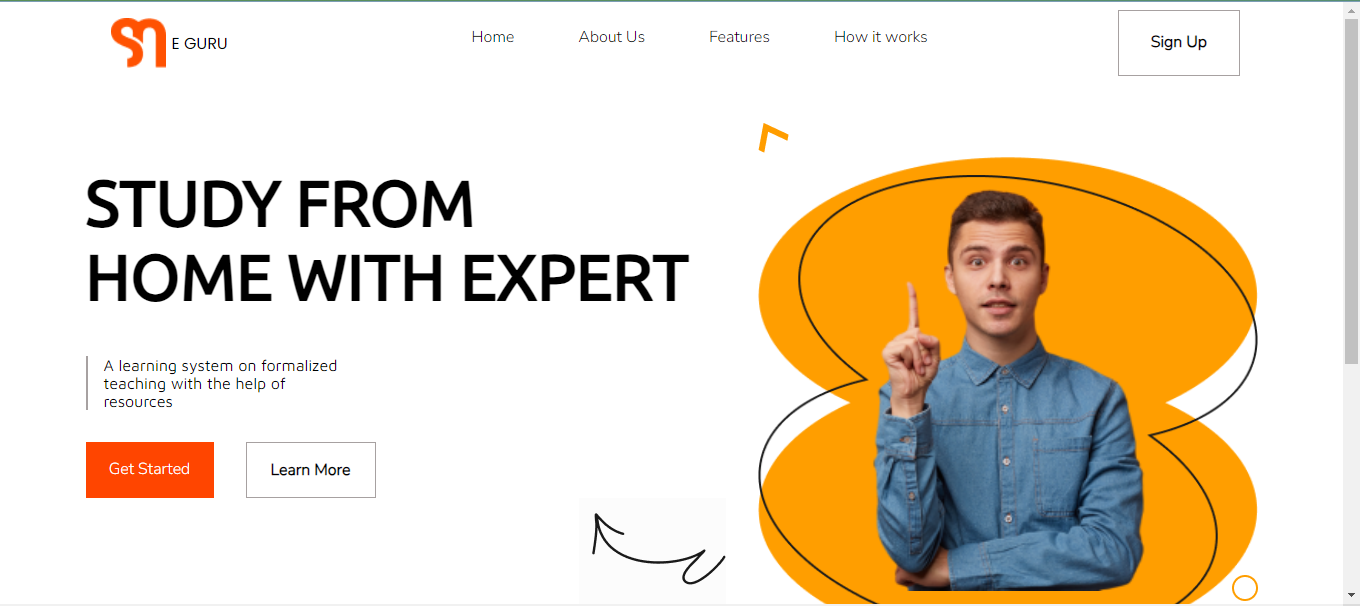 SN E GURU
Home
About Us
Features
How it works
Sign Up
STUDY FROM
HOME WITH EXPERT
A learning system on formalized
teaching with the help of
resources
Get Started
Learn More